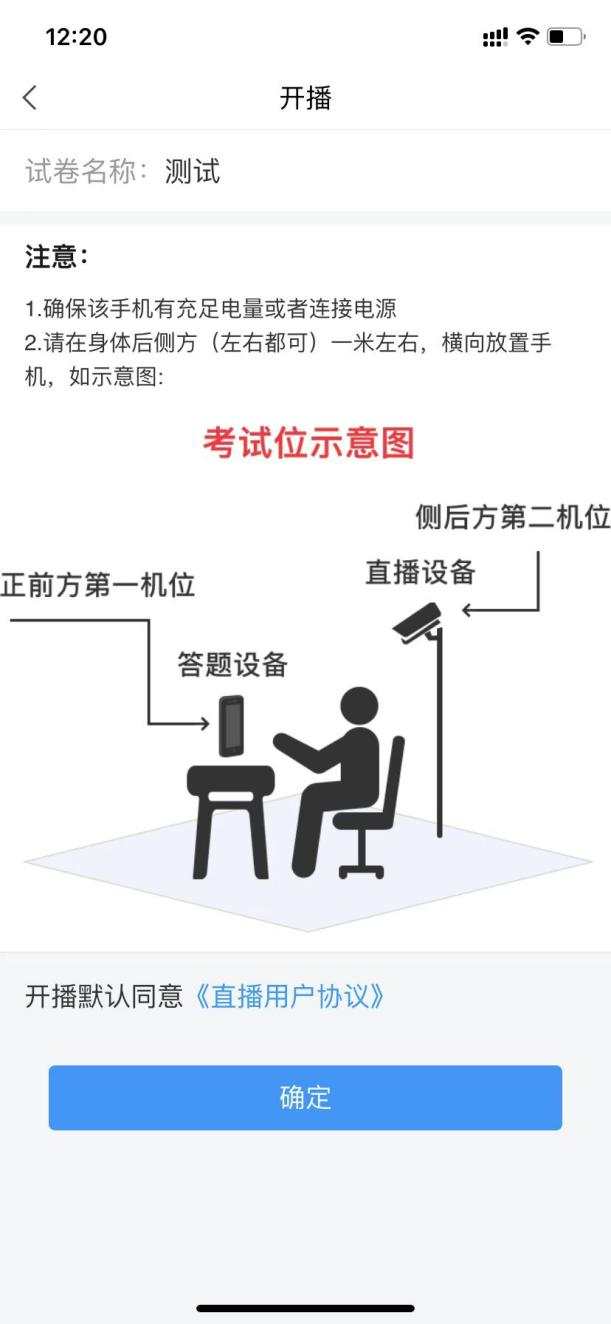 12:20
开播
试卷名称：测试
注意：
1.确保该手机有充足电量或者连接电源
2.请在身体后侧方（左右都可）一米左右，横向放置手
机，如示意图:
考试位示意图
侧后方第二机位
直播设备
正前方第一机位
答题设备
开播默认同意《直播用户协议》
确定